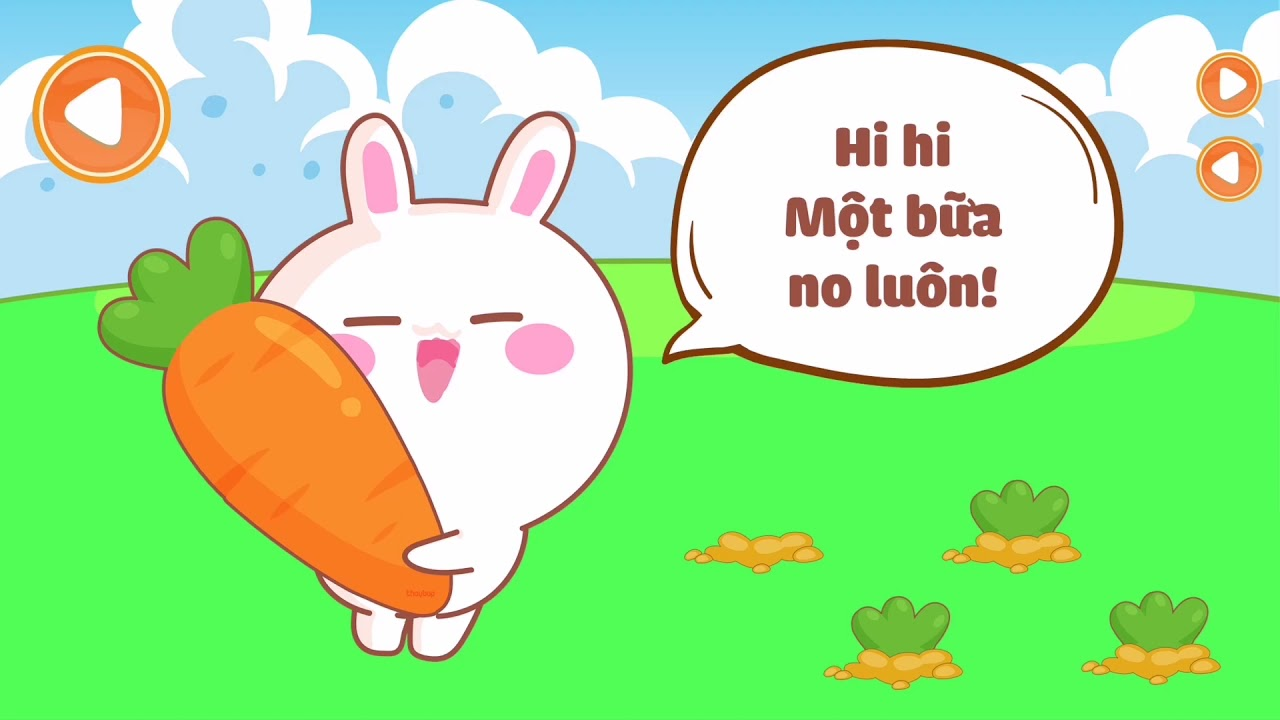 Hi hi
Một bữa
no luôn!